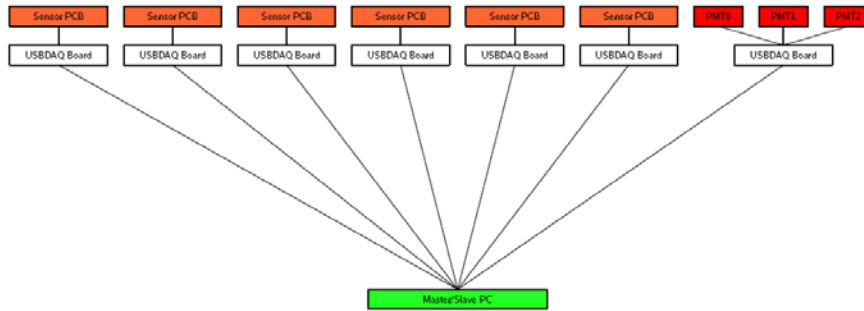 Sensor PCB Sensor PCB Sensor PCB Sensor PCB Sensor PCB Sensor PCB PMT0 PMT1 PMT2
USBDAQ Board USBDAQ Board USBDAQ Board USBDAQ Board USBDAQ Board USBDAQ Board USBDAQ Board
Master/Slave PC